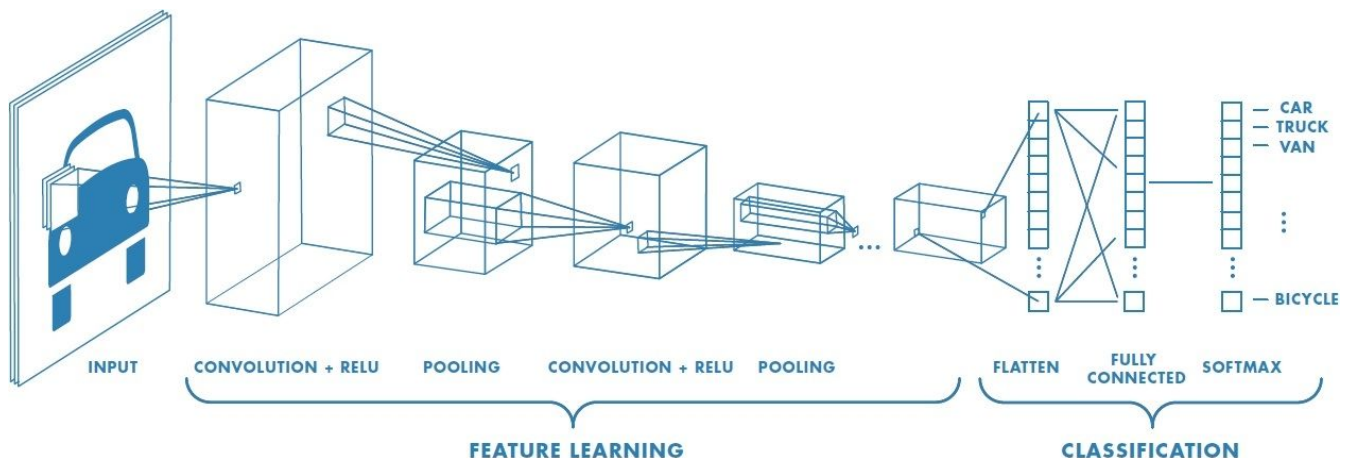 CAR
TRUCK
VAN
BICYCLE
INPUT
CONVOLUTION + RELU
POOLING
CONVOLUTION + RELU
POOLING
FLATTEN
FULLY
CONNECTED
SOFTMAX
FEATURE LEARNING
CLASSIFICATION